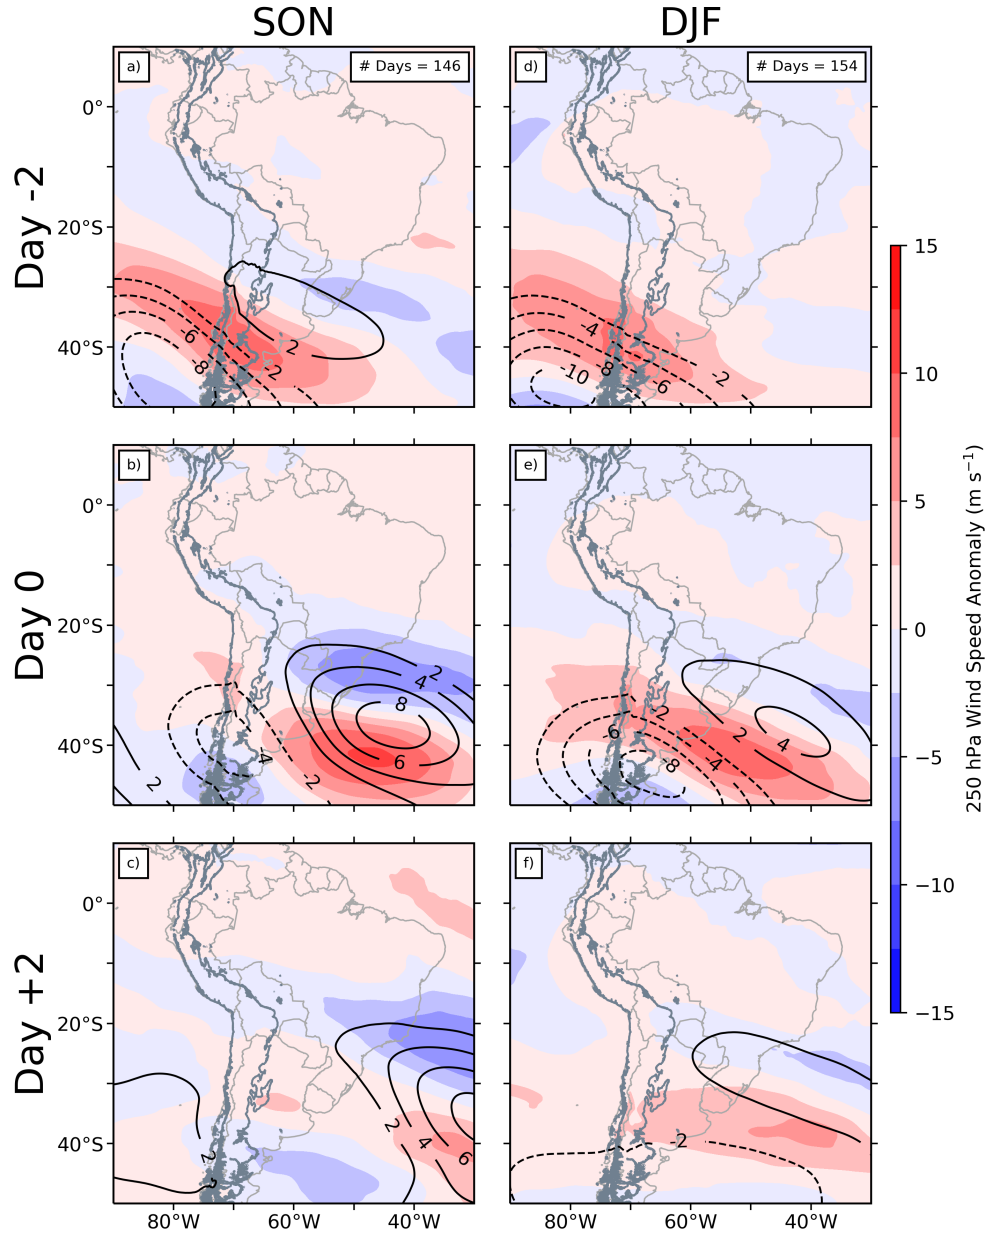 SON
DJF
Day -2
a)
# Days = 146
d)
# Days = 154
0°
20°S
40°S
6
-8
-2
2
-4
-8
-10
-6
-2
Day 0
b)
e)
0°
20°S
40°S
2
-4
-2
2
4
8
6
-2
-6
-4
-8
2
4
Day +2
c)
f)
0°
20°S
40°S
2
2
4
6
-2
80°W
60°W
40°W
80°W
60°W
40°W
15
10
5
0
−5
−10
−15
250 hPa Wind Speed Anomaly (m s⁻¹)